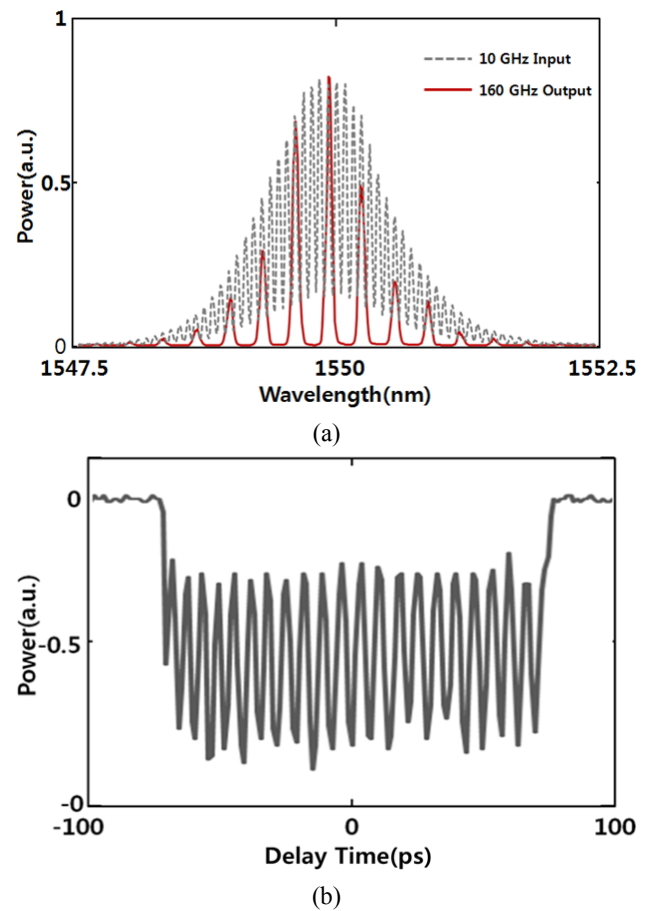 1
10 GHz Input
160 GHz Output
Power(a.u.)
0.5
0
1547.5
1550
1552.5
Wavelength(nm)
(a)
0
Power(a.u.)
-0.5
-0
-100
0
100
Delay Time(ps)
(b)